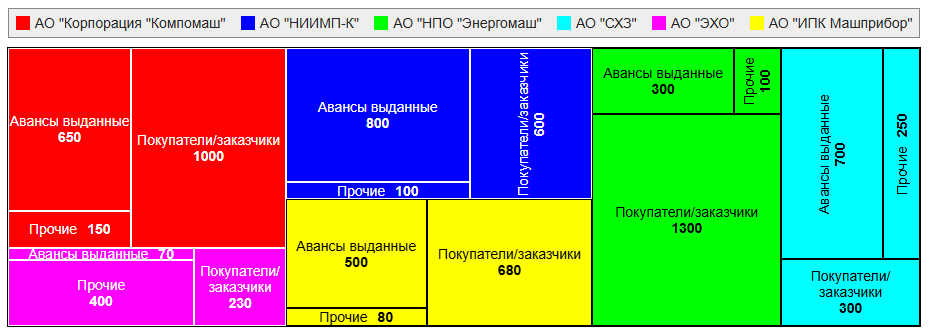 АО "Корпорация "Компомаш" АО "НИИМП-К" АО "НПО "Энергомаш" АО "СХЗ" АО "ЭХО" АО "ИПК Машприбор"
Авансы выданные
650
Покупатели/заказчики
1000
Прочие 150
Авансы выданные
800
Покупатели/заказчики
600
Прочие 100
Авансы выданные
300
Прочие
100
Покупатели/заказчики
1300
Авансы выданные
700
Прочие 250
Покупатели/
заказчики
300
Авансы выданные 70
Прочие
400
Покупатели/
заказчики
230
Авансы выданные
500
Покупатели/заказчики
680
Прочие 80